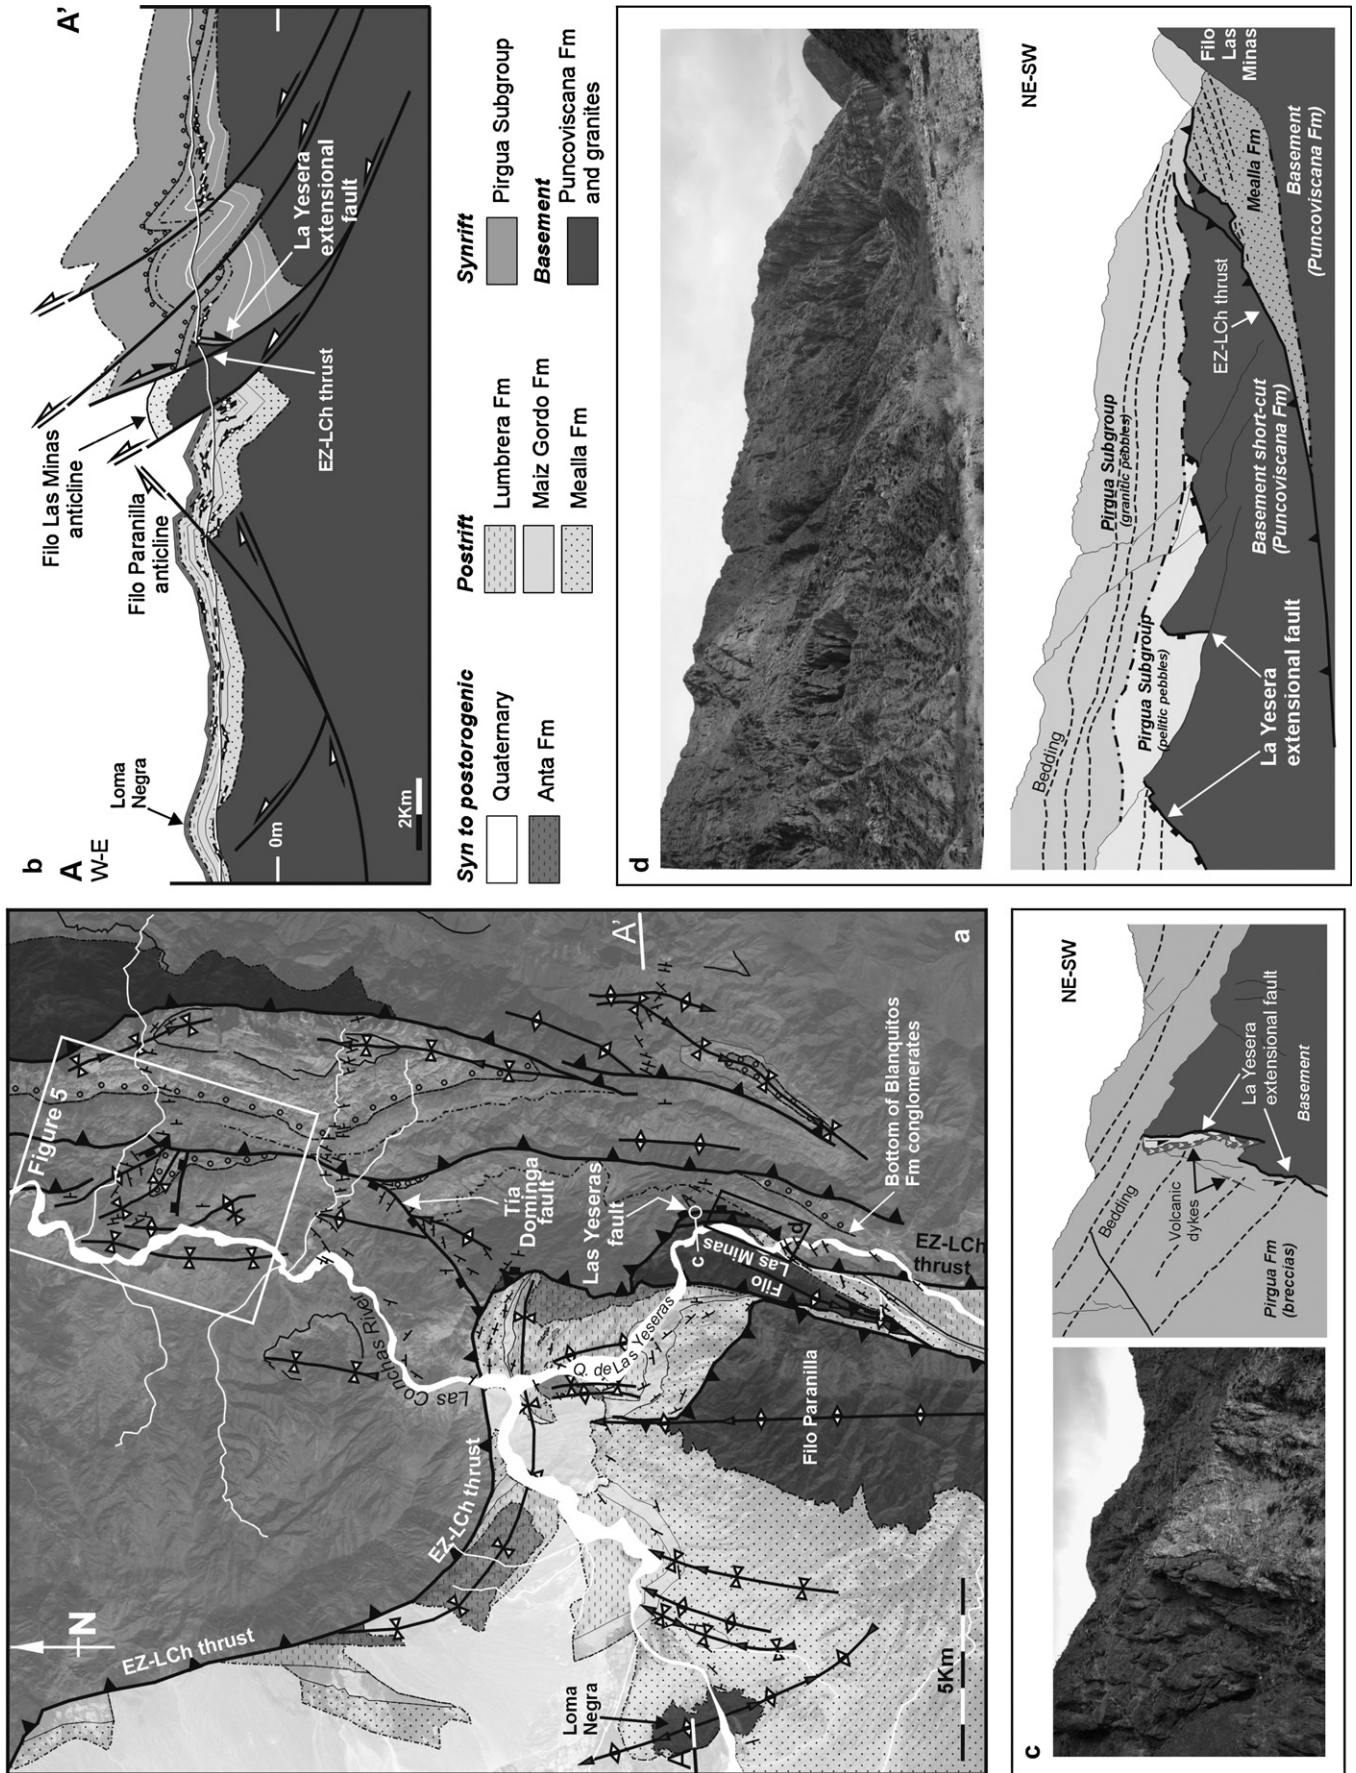 a
N
Figure 5
Las Conchas River
Tia
Dominga
fault
Las Yeseras
fault
Bottom of Blanquitos
Fm conglomerates
EZ-LCh thrust
EZ-LCh thrust
EZ-LCh
thrust
Q. de Las Yeseras
Filo
Las Minas
c
d
Filo Paranilla
Loma
Negra
A
A'
5Km
b
A
W-E
A'
Loma
Negra
Filo Paranilla
anticline
Filo Las Minas
anticline
0m
2Km
EZ-LCh thrust
La Yesera
extensional
fault
Syn to postorogenic
Quaternary
Anta Fm
Postrift
Lumbrera Fm
Maiz Gordo Fm
Mealla Fm
Synrift
Pirgua Subgroup
Basement
Puncoviscana Fm
and granites
c
NE-SW
Bedding
Volcanic
dykes
Pirgua Fm
(breccias)
La Yesera
extensional fault
Basement
d
NE-SW
Bedding
Pirgua Subgroup
(granitic pebbles)
Pirgua Subgroup
(pelitic pebbles)
La Yesera
extensional fault
Basement short-cut
(Puncoviscana Fm)
EZ-LCh thrust
Mealla Fm
Basement
(Puncoviscana Fm)
Filo
Las
Minas